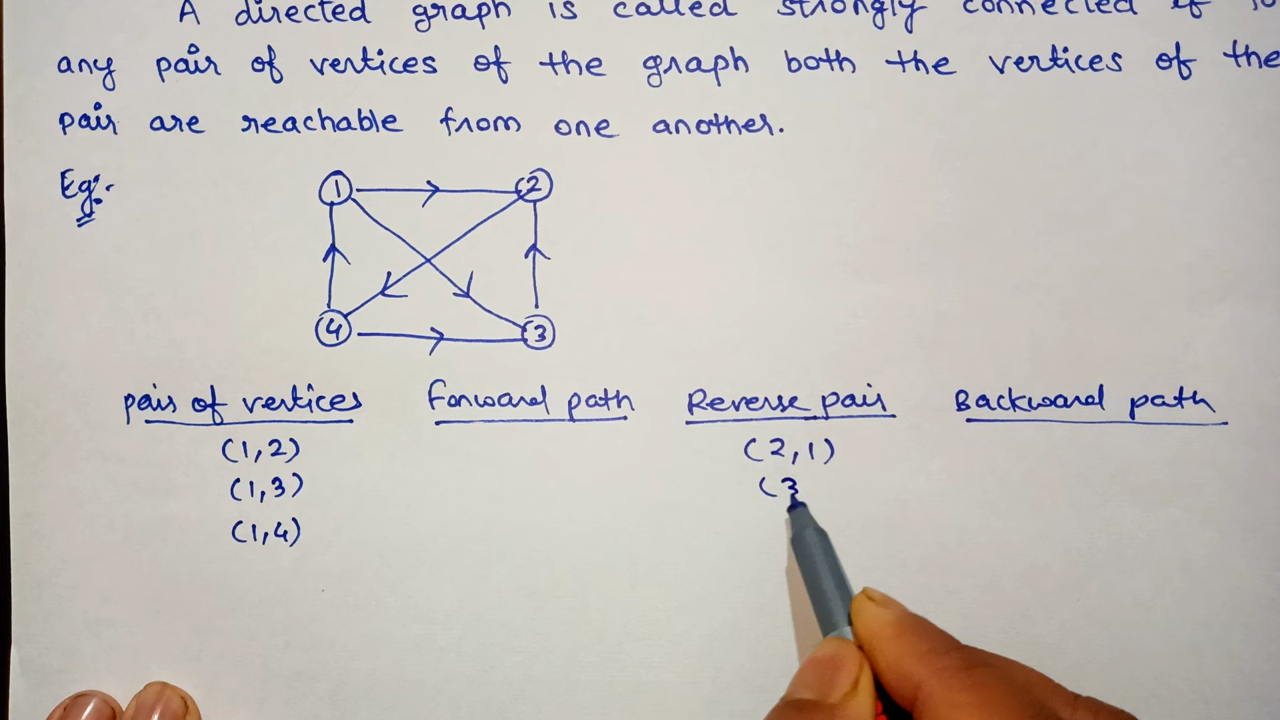 A directed graph is called strongly connected if
any pair of vertices of the graph both the vertices of the
pair are reachable from one another.
Eg:-
1 2
4 3
pair of vertices Forward path Reverse pair Backward path
(1,2) (2,1)
(1,3) (3
(1,4)